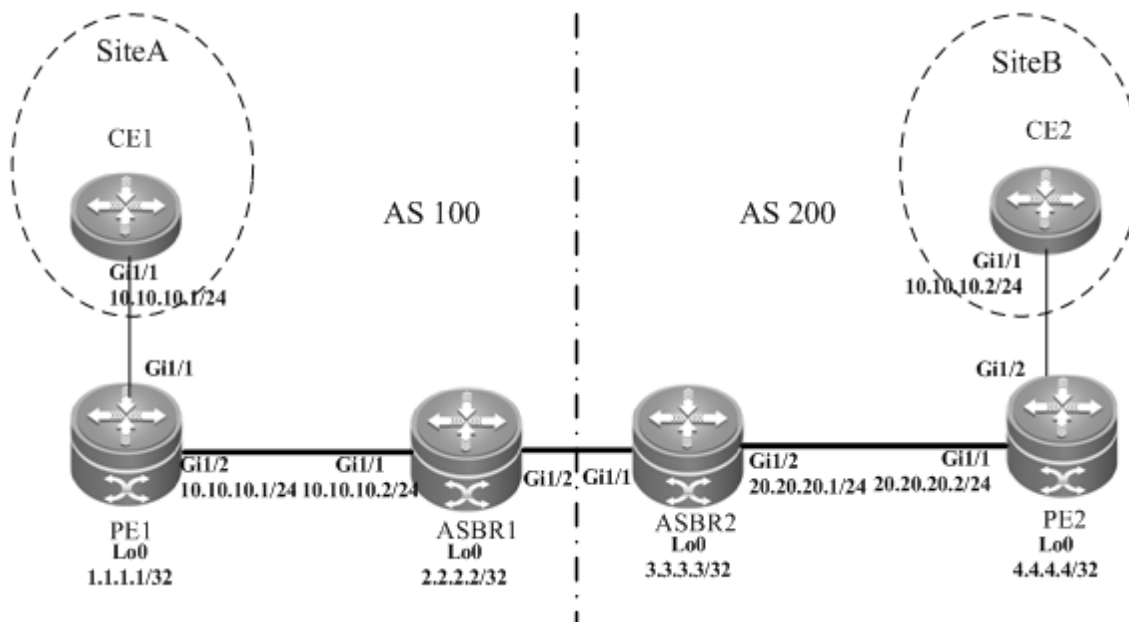 SiteA
SiteB
CE1
CE2
AS 100
AS 200
Gi1/1
10.10.10.1/24
Gi1/1
10.10.10.2/24
Gi1/1
Gi1/2
Gi1/2
10.10.10.1/24
Gi1/1
10.10.10.2/24
Gi1/2
Gi1/1
Gi1/2
20.20.20.1/24
Gi1/1
20.20.20.2/24
PE1
Lo0
1.1.1.1/32
ASBR1
Lo0
2.2.2.2/32
ASBR2
Lo0
3.3.3.3/32
PE2
Lo0
4.4.4.4/32